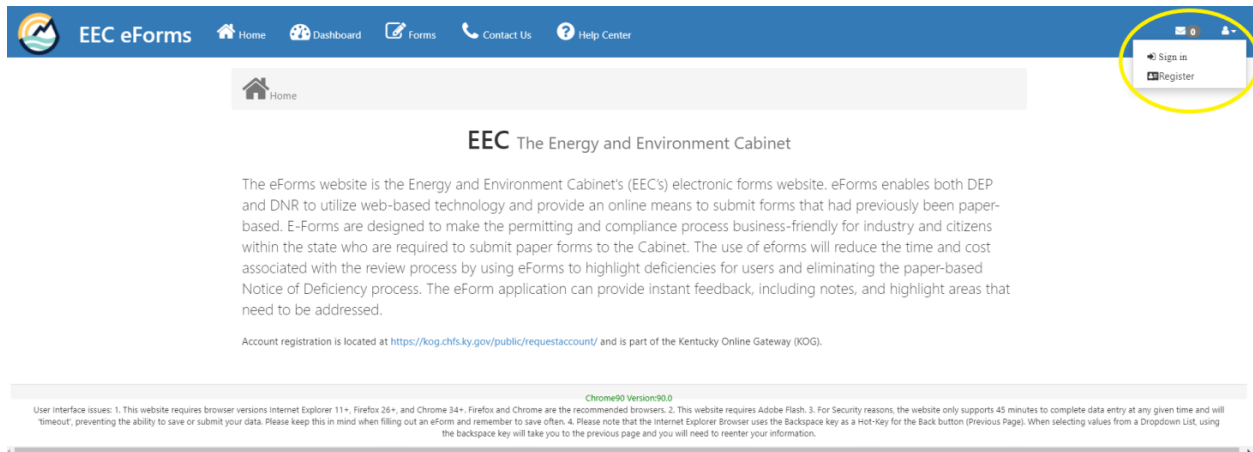 EEC eForms Home Dashboard Forms Contact Us Help Center 0
Sign in
Register
Home
EEC The Energy and Environment Cabinet
The eForms website is the Energy and Environment Cabinet's (EEC's) electronic forms website. eForms enables both DEP
and DNR to utilize web-based technology and provide an online means to submit forms that had previously been paper-
based. E-Forms are designed to make the permitting and compliance process business-friendly for industry and citizens
within the state who are required to submit paper forms to the Cabinet. The use of eforms will reduce the time and cost
associated with the review process by using eForms to highlight deficiencies for users and eliminating the paper-based
Notice of Deficiency process. The eForm application can provide instant feedback, including notes, and highlight areas that
need to be addressed.
Account registration is located at https://kog.chfs.ky.gov/public/requestaccount/ and is part of the Kentucky Online Gateway (KOG).
Chrome90 Version:90.0
User Interface issues: 1. This website requires browser versions Internet Explorer 11+, Firefox 26+, and Chrome 34+. Firefox and Chrome are the recommended browsers. 2. This website requires Adobe Flash. 3. For Security reasons, the website only supports 45 minutes to complete data entry at any given time and will
'timeout', preventing the ability to save or submit your data. Please keep this in mind when filling out an eForm and remember to save often. 4. Please note that the Internet Explorer Browser uses the Backspace key as a Hot-Key for the Back button (Previous Page). When selecting values from a Dropdown List, using
the backspace key will take you to the previous page and you will need to reenter your information.